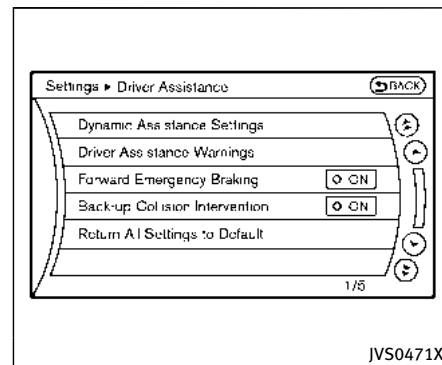 Settings ▸ Driver Assistance
BACK
Dynamic Assistance Settings
Driver Assistance Warnings
Forward Emergency Braking
ON
Back-up Collision Intervention
ON
Return All Settings to Default
1/5
JVS0471X